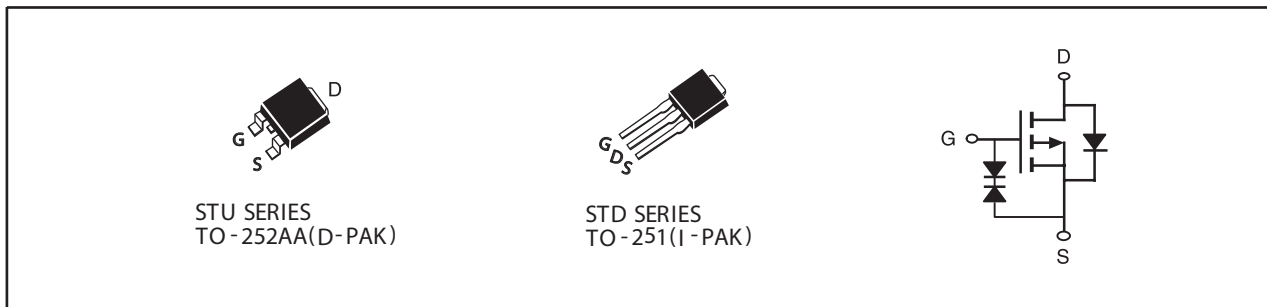 D
G
S
STU SERIES
TO-252AA(D-PAK)
G
D
S
STD SERIES
TO-251(I-PAK)
D
G
S